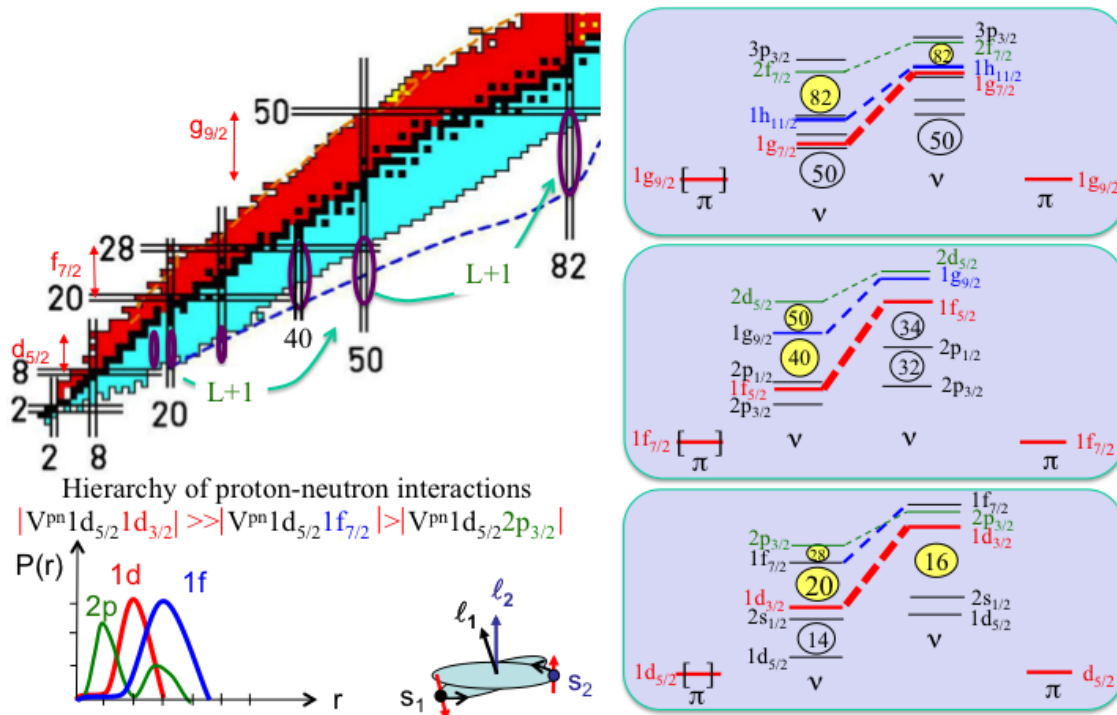 50
g9/2
28
f7/2
20
d5/2
8
2
2
8
20
40
50
82
L+1
L+1
Hierarchy of proton-neutron interactions
|Vpn1d5/21d3/2| >>|Vpn1d5/21f7/2|>|Vpn1d5/22p3/2|
P(r)
2p
1d
1f
r
ℓ1
ℓ2
s1
s2
3p3/2
2f7/2
82
1h11/2
1g7/2
50
1g9/2
[ ]
π
ν
3p3/2
2f7/2
82
1h11/2
1g7/2
50
ν
1g9/2
π
2d5/2
50
1g9/2
40
2p1/2
1f5/2
2p3/2
1f7/2
[ ]
π
ν
2d5/2
1g9/2
1f5/2
34
2p1/2
32
2p3/2
ν
1f7/2
π
2p3/2
28
1f7/2
20
1d3/2
2s1/2
14
1d5/2
1d5/2
[ ]
π
ν
1f7/2
2p3/2
1d3/2
16
2s1/2
1d5/2
ν
d5/2
π